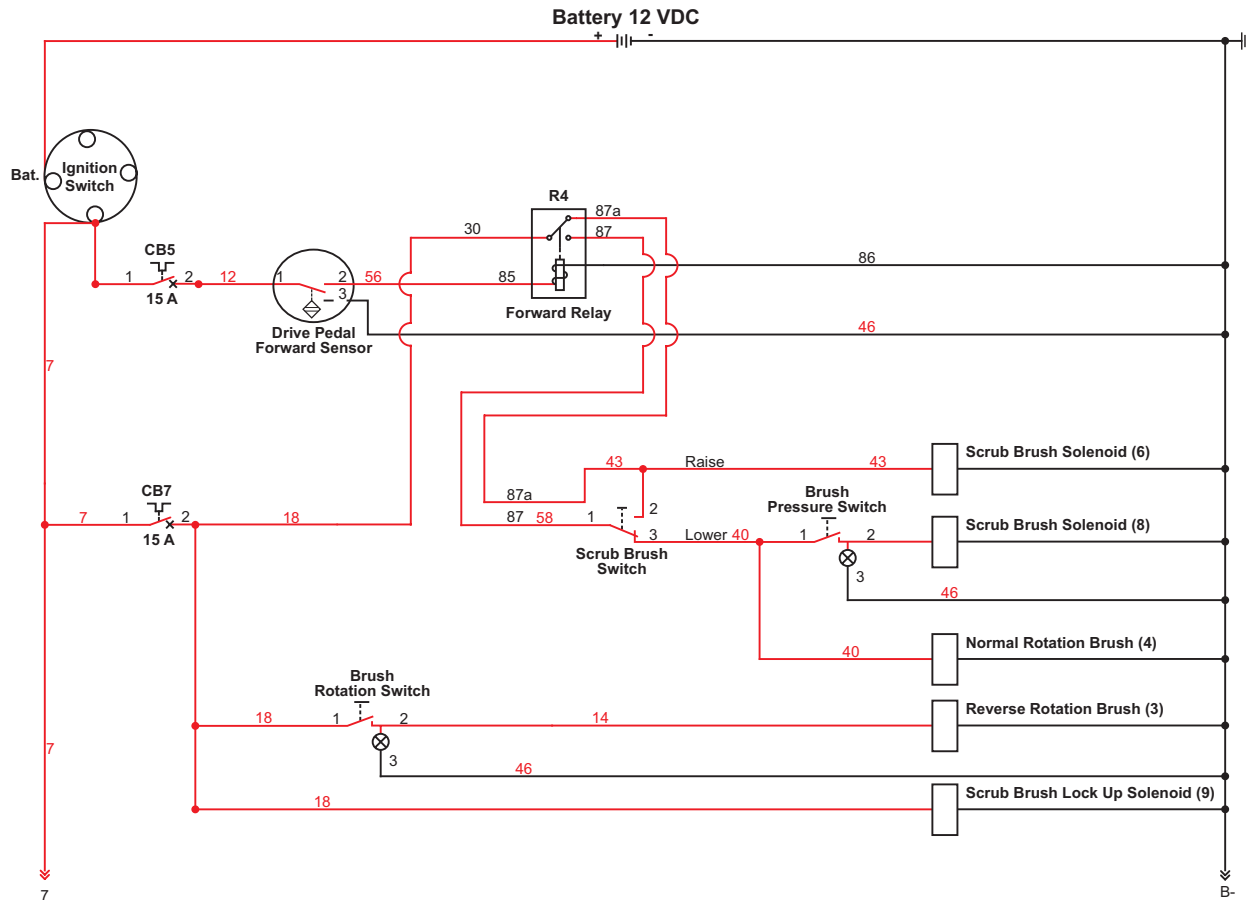 Battery 12 VDC
+ -
Bat.
Ignition
Switch
R4
87a
30
87
CB5
1 2 12 1 2 56 85 86
15 A
3
Forward Relay
Drive Pedal
Forward Sensor
46
7
43 Raise 43
Scrub Brush Solenoid (6)
CB7
87a
Brush
Pressure Switch
2
7 1 2 18
87 58 1
15 A
3 Lower 40 1 2
Scrub Brush Solenoid (8)
Scrub Brush
Switch
3
46
Normal Rotation Brush (4)
40
Brush
Rotation Switch
Reverse Rotation Brush (3)
18 1 2 14
7
3
46
Scrub Brush Lock Up Solenoid (9)
18
7
B-